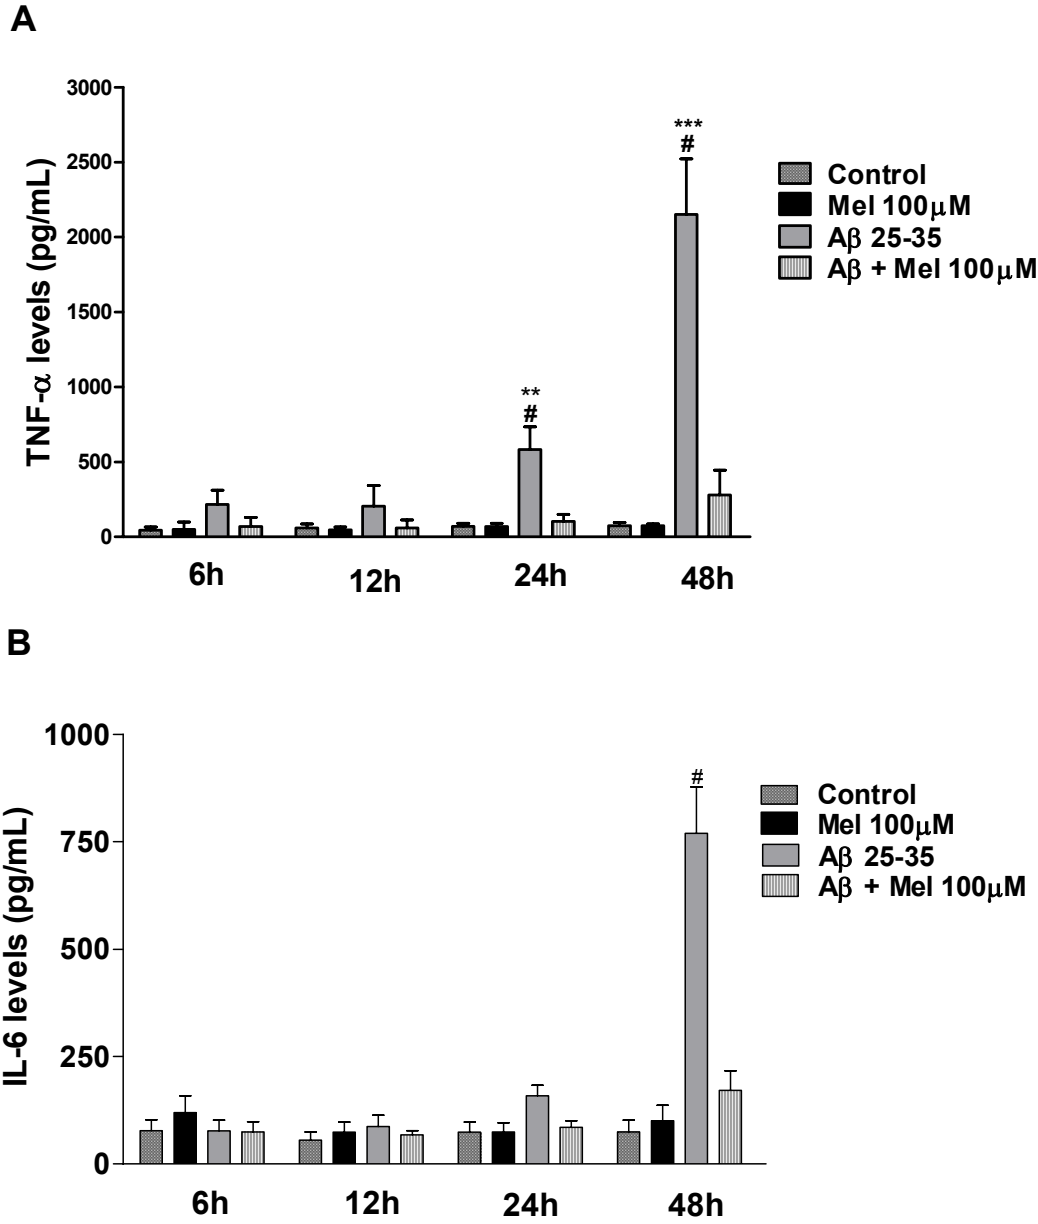 A
3000
2500
2000
1500
1000
500
0
TNF-α levels (pg/mL)
***
#
**
#
Control
Mel 100μM
Aβ 25-35
Aβ + Mel 100μM
6h 12h 24h 48h
B
1000
750
500
250
0
IL-6 levels (pg/mL)
#
Control
Mel 100μM
Aβ 25-35
Aβ + Mel 100μM
6h 12h 24h 48h